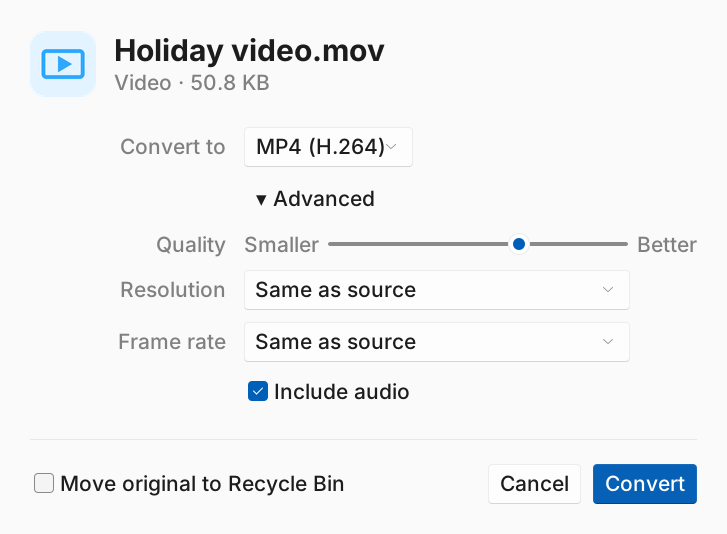 Holiday video.mov
Video · 50.8 KB
Convert to MP4 (H.264)
▾ Advanced
Quality Smaller Better
Resolution Same as source
Frame rate Same as source
Include audio
Move original to Recycle Bin Cancel Convert